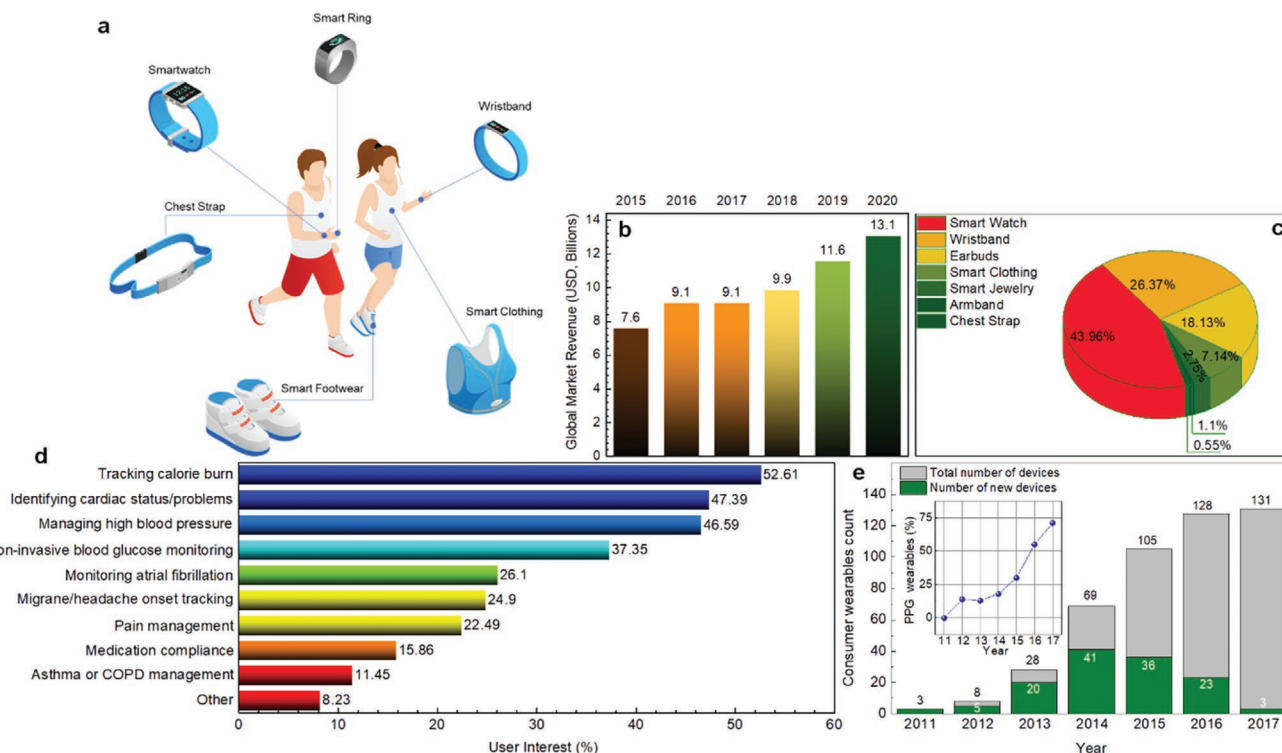 a
Smart Ring
Smartwatch
Wristband
Chest Strap
Smart Clothing
Smart Footwear
2015 2016 2017 2018 2019 2020
b
Global Market Revenue (USD, Billions)
14
12
10
8
6
4
2
0
7.6
9.1
9.1
9.9
11.6
13.1
c
Smart Watch
Wristband
Earbuds
Smart Clothing
Smart Jewelry
Armband
Chest Strap
43.96%
26.37%
18.13%
7.14%
2.75%
1.1%
0.55%
d
Tracking calorie burn 52.61
Identifying cardiac status/problems 47.39
Managing high blood pressure 46.59
on-invasive blood glucose monitoring 37.35
Monitoring atrial fibrillation 26.1
Migrane/headache onset tracking 24.9
Pain management 22.49
Medication compliance 15.86
Asthma or COPD management 11.45
Other 8.23
0 10 20 30 40 50 60
User Interest (%)
e
Total number of devices
Number of new devices
Consumer wearables count
140
120
100
80
60
40
20
0
PPG wearables (%)
75
50
25
0
11 12 13 14 15 16 17
Year
3
8
5
28
20
69
41
105
36
128
23
131
3
2011 2012 2013 2014 2015 2016 2017
Year